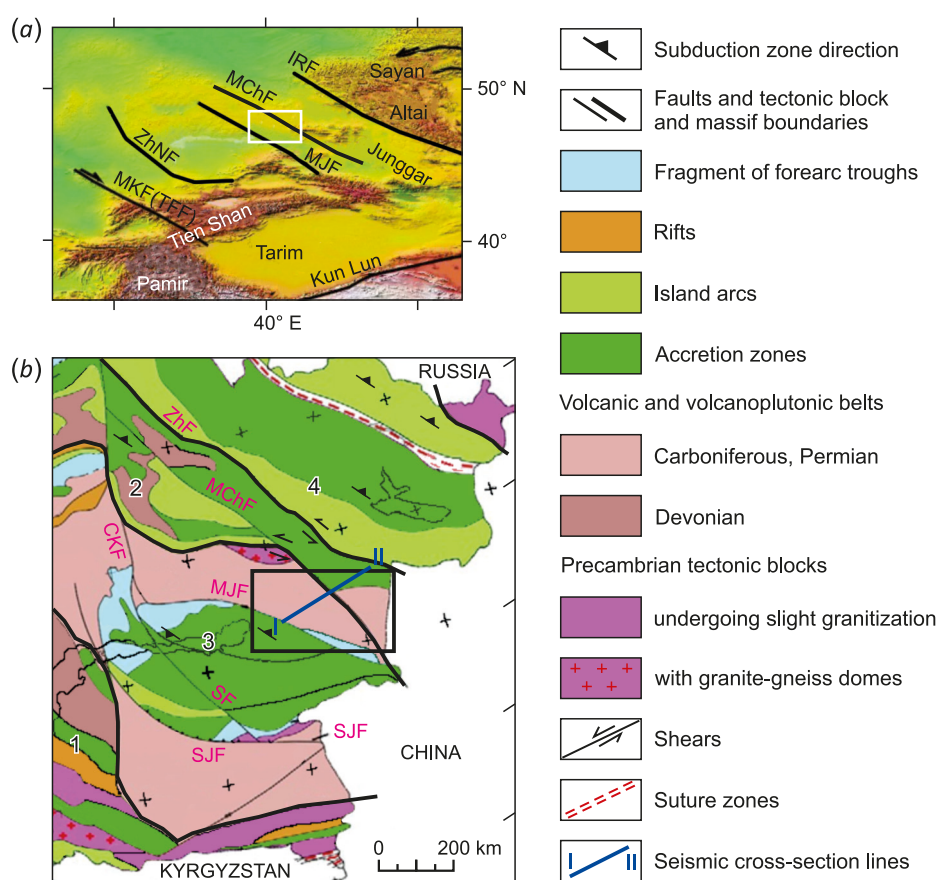 (a)
IRF
Sayan
50° N
MChF
Altai
ZhNF
MJF
Junggar
MKF(TFF)
Tien Shan
40°
Tarim
Kun Lun
Pamir
40° E
(b)
RUSSIA
ZhF
2
4
MChF
CKF
II
MJF
I
3
SF
SJF
1
SJF
CHINA
0 200 km
KYRGYZSTAN
Subduction zone direction
Faults and tectonic block
and massif boundaries
Fragment of forearc troughs
Rifts
Island arcs
Accretion zones
Volcanic and volcanoplutonic belts
Carboniferous, Permian
Devonian
Precambrian tectonic blocks
undergoing slight granitization
with granite-gneiss domes
Shears
Suture zones
I II
Seismic cross-section lines